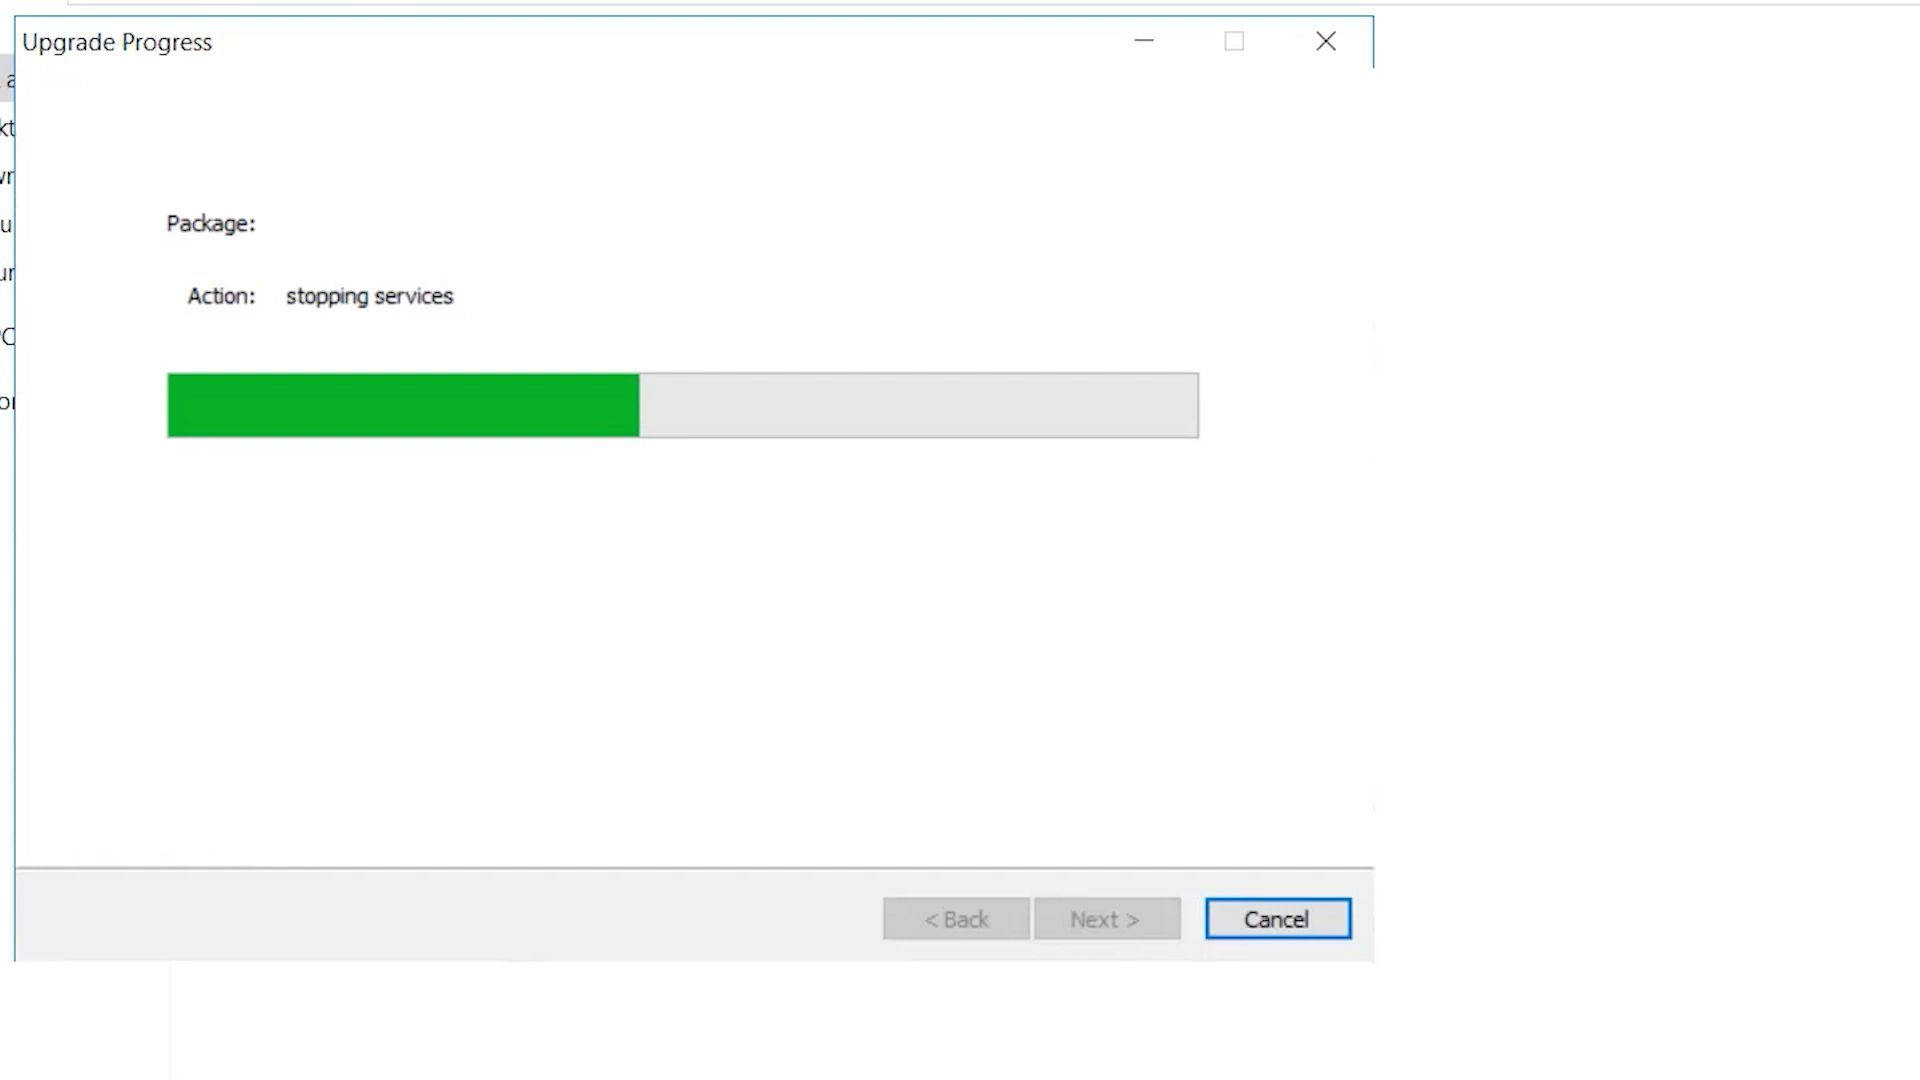 Upgrade Progress
Package:
Action: stopping services
< Back Next > Cancel